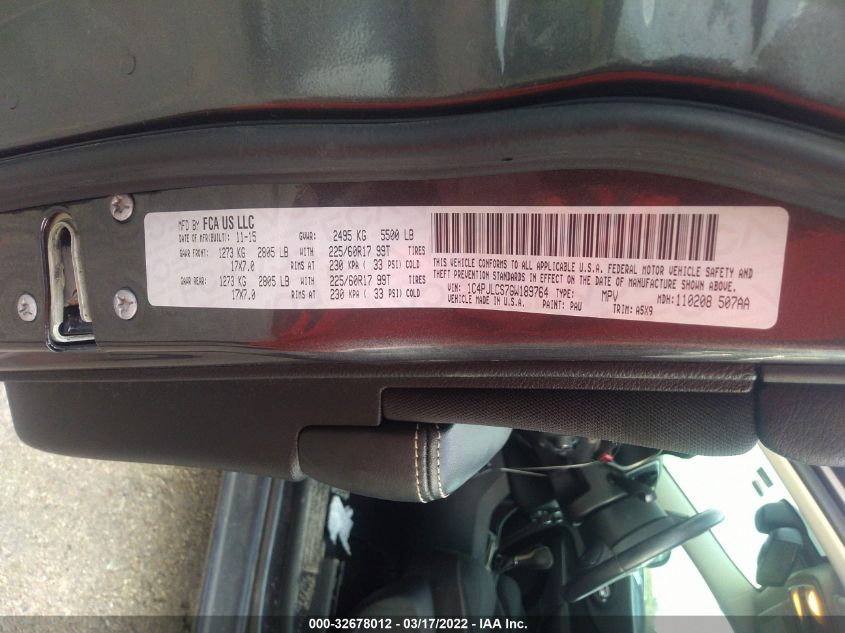 MFD BY FCA US LLC
DATE OF MFR(BUILT): 11-15 GVWR: 2495 KG 5500 LB
GAWR FRONT: 1273 KG 2805 LB WITH 225/60R17 99T TIRES
17X7.0 RIMS AT 230 KPA ( 33 PSI) COLD
GAWR REAR: 1273 KG 2805 LB WITH 225/60R17 99T TIRES
17X7.0 RIMS AT 230 KPA ( 33 PSI) COLD
THIS VEHICLE CONFORMS TO ALL APPLICABLE U.S.A. FEDERAL MOTOR VEHICLE SAFETY AND
THEFT PREVENTION STANDARDS IN EFFECT ON THE DATE OF MANUFACTURE SHOWN ABOVE.
VIN: 1C4PJLCS7GW189764 TYPE: MPV MDH: 110208 507AA
VEHICLE MADE IN U.S.A. PAINT: PAU TRIM: A5X9
000-32678012 - 03/17/2022 - IAA Inc.